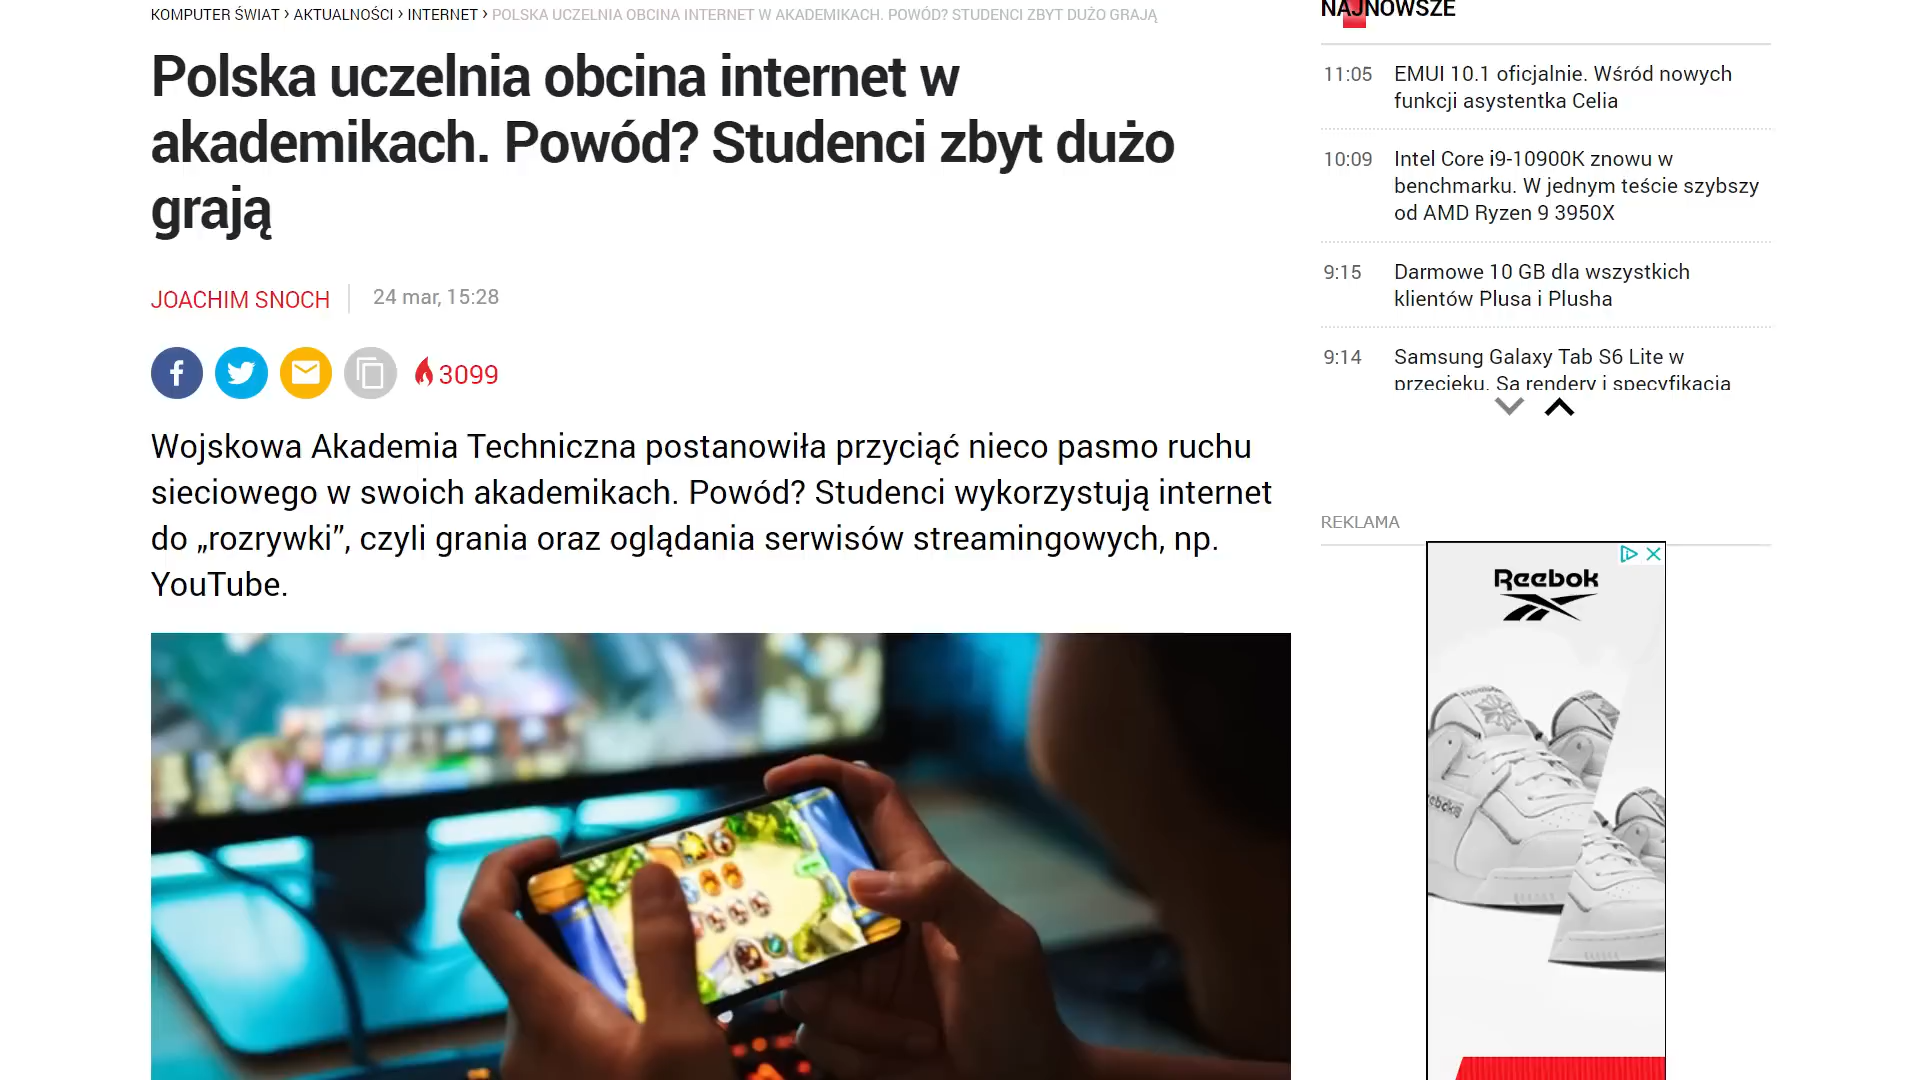 KOMPUTER ŚWIAT › AKTUALNOŚCI › INTERNET › POLSKA UCZELNIA OBCINA INTERNET W AKADEMIKACH. POWÓD? STUDENCI ZBYT DUŻO GRAJĄ
Polska uczelnia obcina internet w
akademikach. Powód? Studenci zbyt dużo
grają
JOACHIM SNOCH
24 mar, 15:28
3099
Wojskowa Akademia Techniczna postanowiła przyciąć nieco pasmo ruchu
sieciowego w swoich akademikach. Powód? Studenci wykorzystują internet
do „rozrywki”, czyli grania oraz oglądania serwisów streamingowych, np.
YouTube.
NAJNOWSZE
11:05 EMUI 10.1 oficjalnie. Wśród nowych
funkcji asystentka Celia
10:09 Intel Core i9-10900K znowu w
benchmarku. W jednym teście szybszy
od AMD Ryzen 9 3950X
9:15 Darmowe 10 GB dla wszystkich
klientów Plusa i Plusha
9:14 Samsung Galaxy Tab S6 Lite w
przecieku. Są rendery i specyfikacja
REKLAMA
Reebok